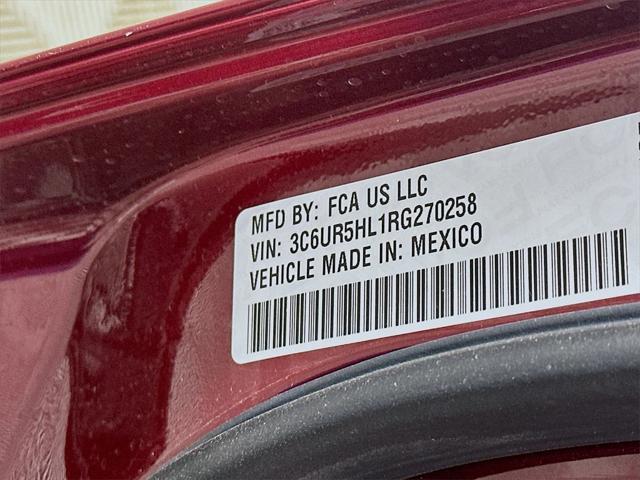 MFD BY: FCA US LLC
VIN: 3C6UR5HL1RG270258
VEHICLE MADE IN: MEXICO